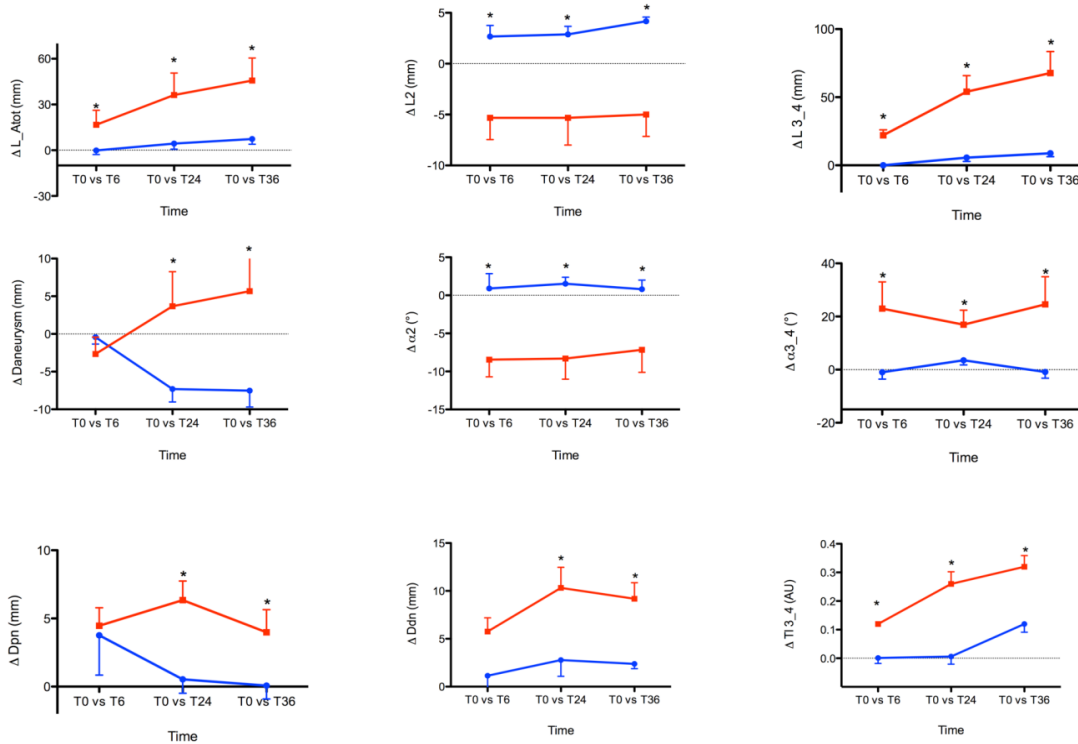 Δ L_Atot (mm)
60
30
0
-30
* * *
T0 vs T6 T0 vs T24 T0 vs T36
Time
Δ L2 (mm)
5
0
-5
-10
* * *
T0 vs T6 T0 vs T24 T0 vs T36
Time
Δ L 3_4 (mm)
100
50
0
* * *
T0 vs T6 T0 vs T24 T0 vs T36
Time
Δ Daneurysm (mm)
10
5
0
-5
-10
* *
T0 vs T6 T0 vs T24 T0 vs T36
Time
Δ α2 (°)
5
0
-5
-10
-15
* * *
T0 vs T6 T0 vs T24 T0 vs T36
Time
Δ α3_4 (°)
40
20
0
-20
* * *
T0 vs T6 T0 vs T24 T0 vs T36
Time
Δ Dpn (mm)
10
5
0
* *
T0 vs T6 T0 vs T24 T0 vs T36
Time
Δ Ddn (mm)
15
10
5
0
* *
T0 vs T6 T0 vs T24 T0 vs T36
Time
Δ TI 3_4 (AU)
0.4
0.3
0.2
0.1
0.0
* * *
T0 vs T6 T0 vs T24 T0 vs T36
Time